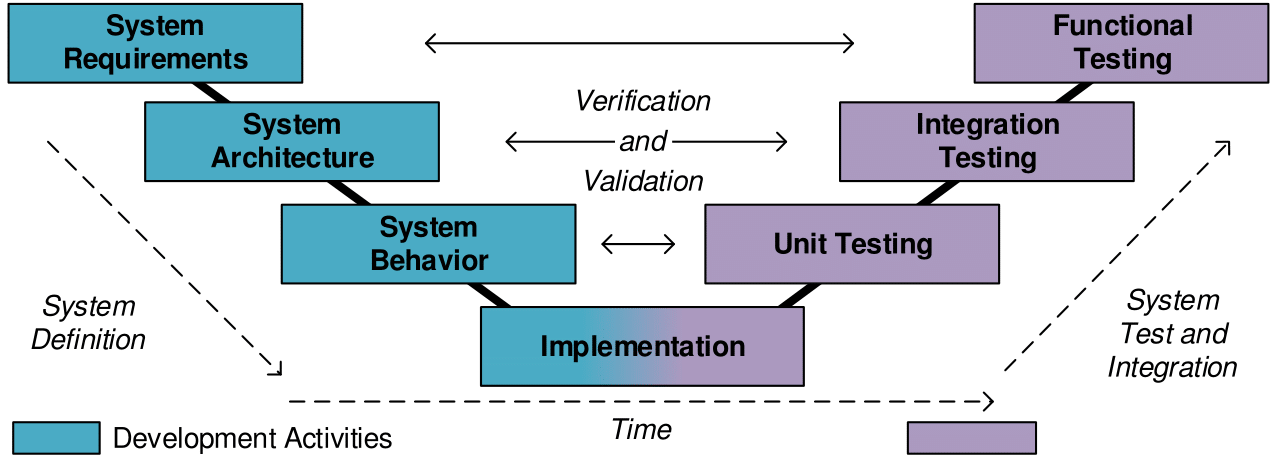 System
Requirements
Functional
Testing
System
Architecture
Verification
and
Validation
Integration
Testing
System
Behavior
Unit Testing
System
Definition
Implementation
System
Test and
Integration
Time
Development Activities